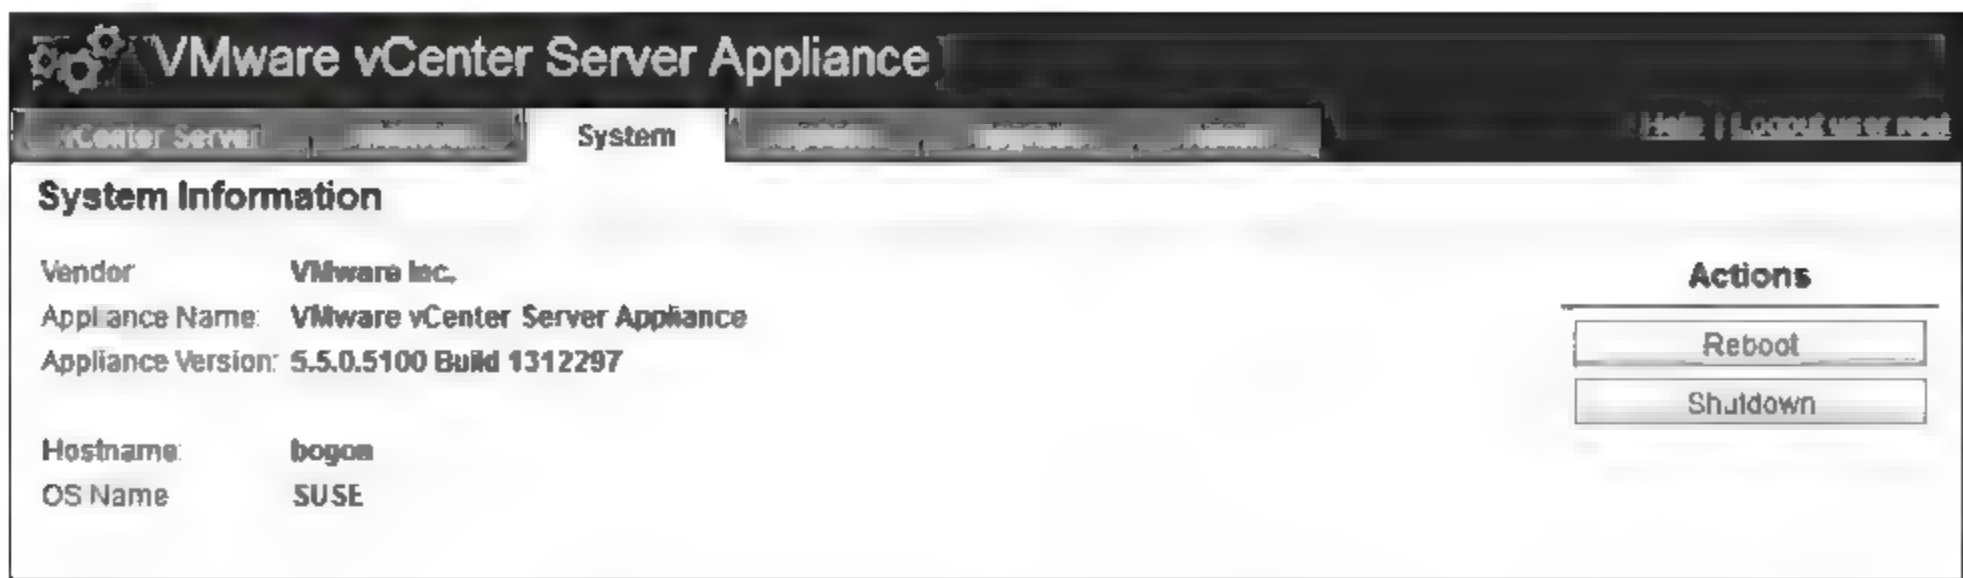 VMware vCenter Server Appliance
vCenter Server System Help | Logout user root
System Information
Vendor VMware Inc. Actions
Appliance Name: VMware vCenter Server Appliance
Reboot
Appliance Version: 5.5.0.5100 Build 1312297
Shutdown
Hostname: bogon
OS Name SUSE